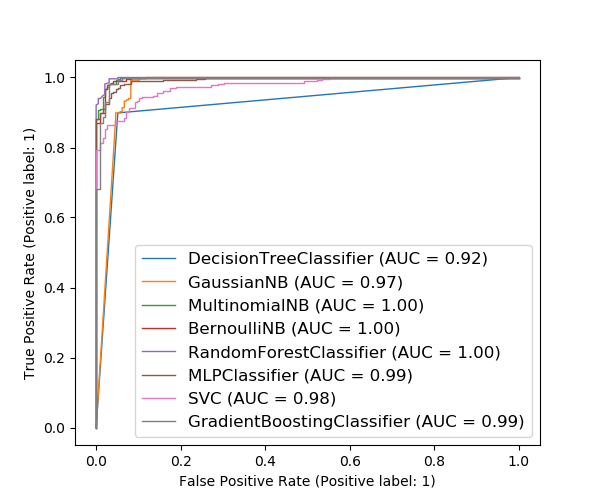 1.0
0.8
0.6
0.4
0.2
0.0
True Positive Rate (Positive label: 1)
DecisionTreeClassifier (AUC = 0.92)
GaussianNB (AUC = 0.97)
MultinomialNB (AUC = 1.00)
BernoulliNB (AUC = 1.00)
RandomForestClassifier (AUC = 1.00)
MLPClassifier (AUC = 0.99)
SVC (AUC = 0.98)
GradientBoostingClassifier (AUC = 0.99)
0.0 0.2 0.4 0.6 0.8 1.0
False Positive Rate (Positive label: 1)